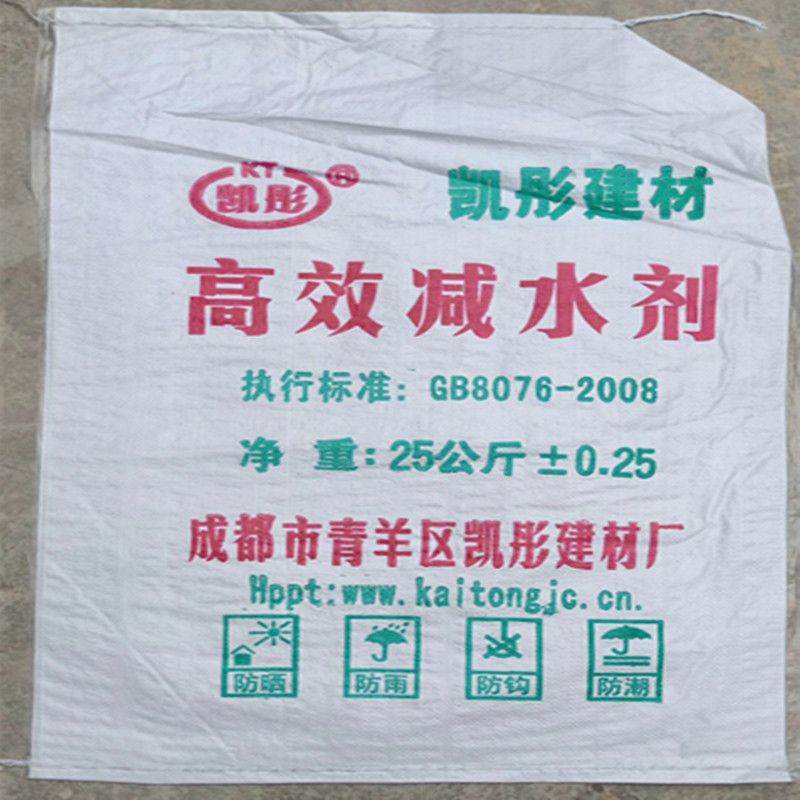 KT
凯彤®
凯彤建材
高效减水剂
执行标准：GB8076-2008
净 重：25公斤±0.25
成都市青羊区凯彤建材厂
Hppt:www.kaitongjc.cn.
防晒 防雨 防钩 防潮